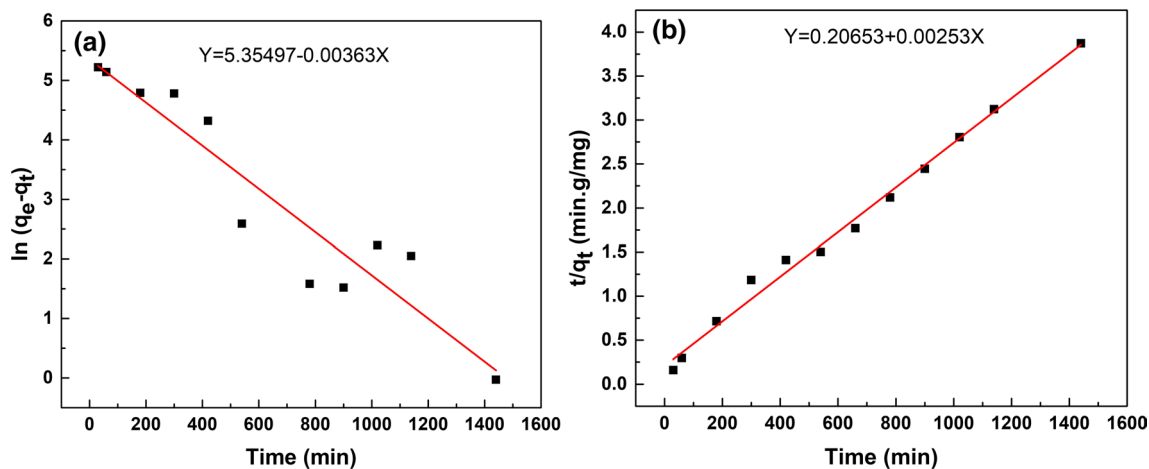 (a)
Y=5.35497-0.00363X
6
5
4
3
2
1
0
ln (qe-qt)
0 200 400 600 800 1000 1200 1400 1600
Time (min)
(b)
Y=0.20653+0.00253X
4.0
3.5
3.0
2.5
2.0
1.5
1.0
0.5
0.0
t/qt (min.g/mg)
0 200 400 600 800 1000 1200 1400 1600
Time (min)